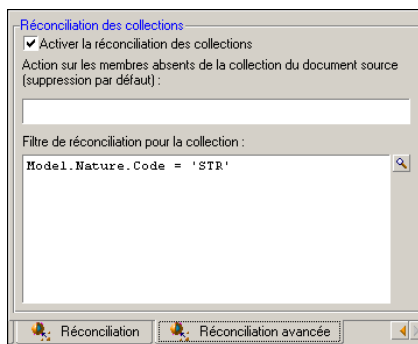 Réconciliation des collections
Activer la réconciliation des collections
Action sur les membres absents de la collection du document source
(suppression par défaut) :
Filtre de réconciliation pour la collection :
Model.Nature.Code = 'STR'
Réconciliation
Réconciliation avancée